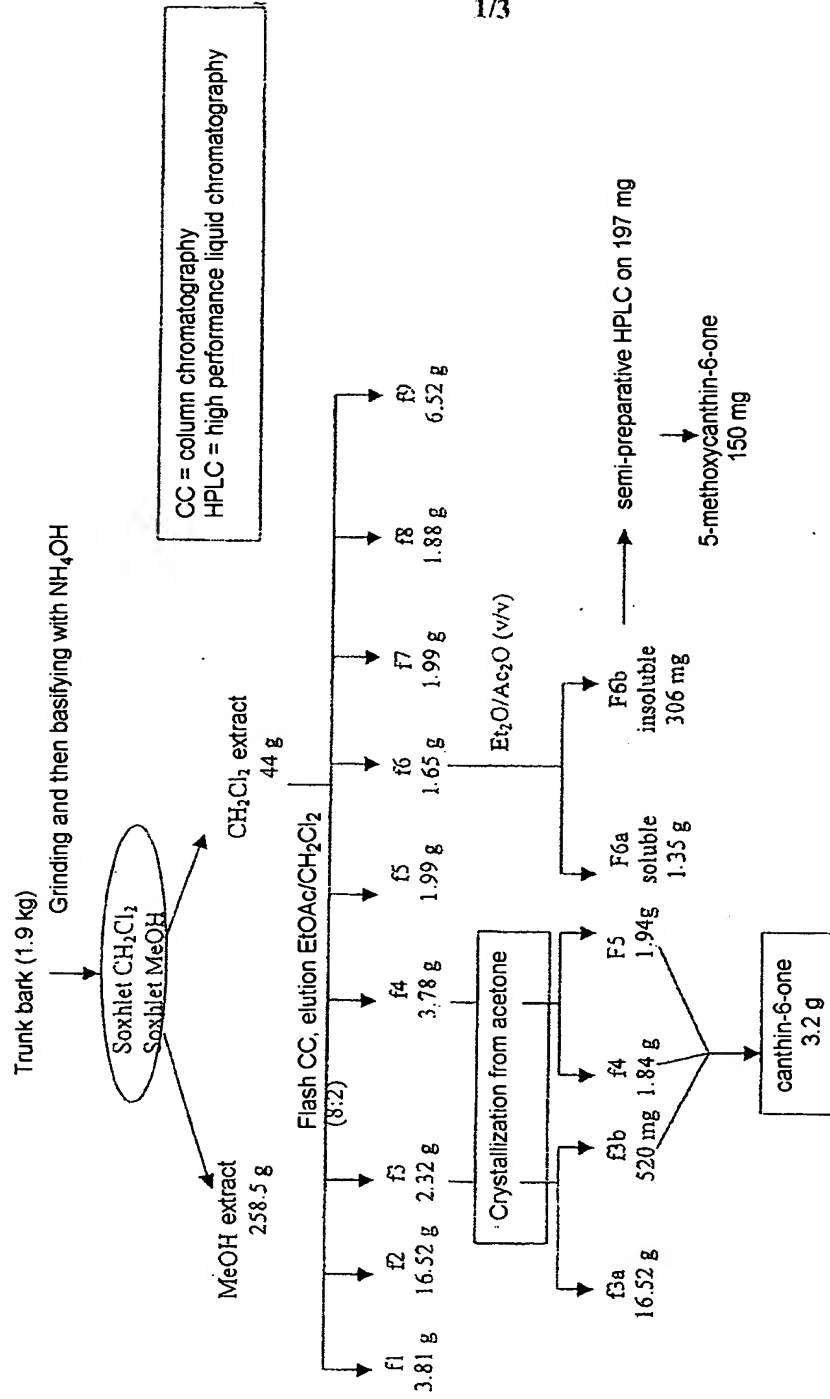 1/3
Trunk bark (1.9 kg)
Grinding and then basifying with NH₄OH
Soxhlet CH₂Cl₂
Soxhlet MeOH
MeOH extract
258.5 g
CH₂Cl₂ extract
44 g
CC = column chromatography
HPLC = high performance liquid chromatography
Flash CC, elution EtOAc/CH₂Cl₂
(8:2)
f1
3.81 g
f2
16.52 g
f3
2.32 g
f4
3.78 g
f5
1.99 g
f6
1.65 g
f7
1.99 g
f8
1.88 g
f9
6.52 g
Crystallization from acetone
Et₂O/Ac₂O (v/v)
f3a
16.52 g
f3b
520 mg
f4
1.84 g
F5
1.94g
F6a
soluble
1.35 g
F6b
insoluble
306 mg
semi-preparative HPLC on 197 mg
canthin-6-one
3.2 g
5-methoxycanthin-6-one
150 mg